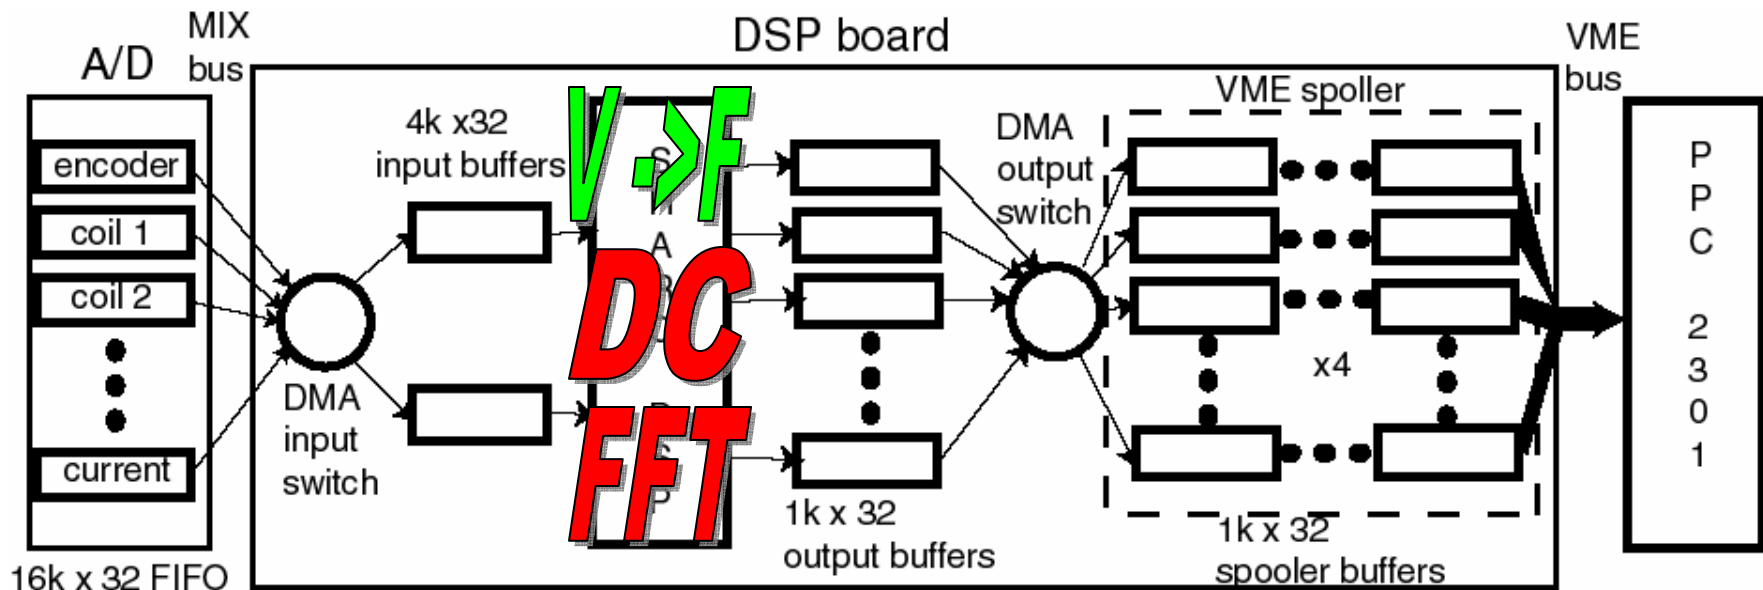 MIX
bus
DSP board
VME
bus
A/D
encoder
coil 1
coil 2
current
16k x 32 FIFO
DMA
input
switch
4k x32
input buffers
V ->F
DC
FFT
1k x 32
output buffers
DMA
output
switch
VME spoller
x4
1k x 32
spooler buffers
P
P
C
2
3
0
1